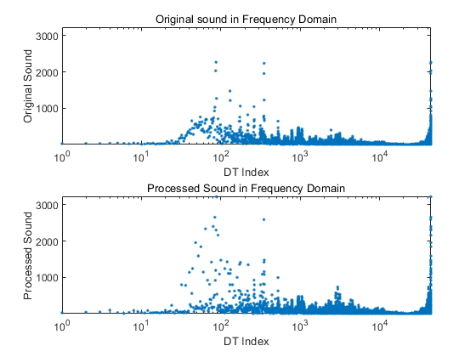 Original sound in Frequency Domain
3000
2000
1000
Original Sound
10^0
10^1
10^2
10^3
10^4
DT Index
Processed Sound in Frequency Domain
3000
2000
1000
Processed Sound
10^0
10^1
10^2
10^3
10^4
DT Index